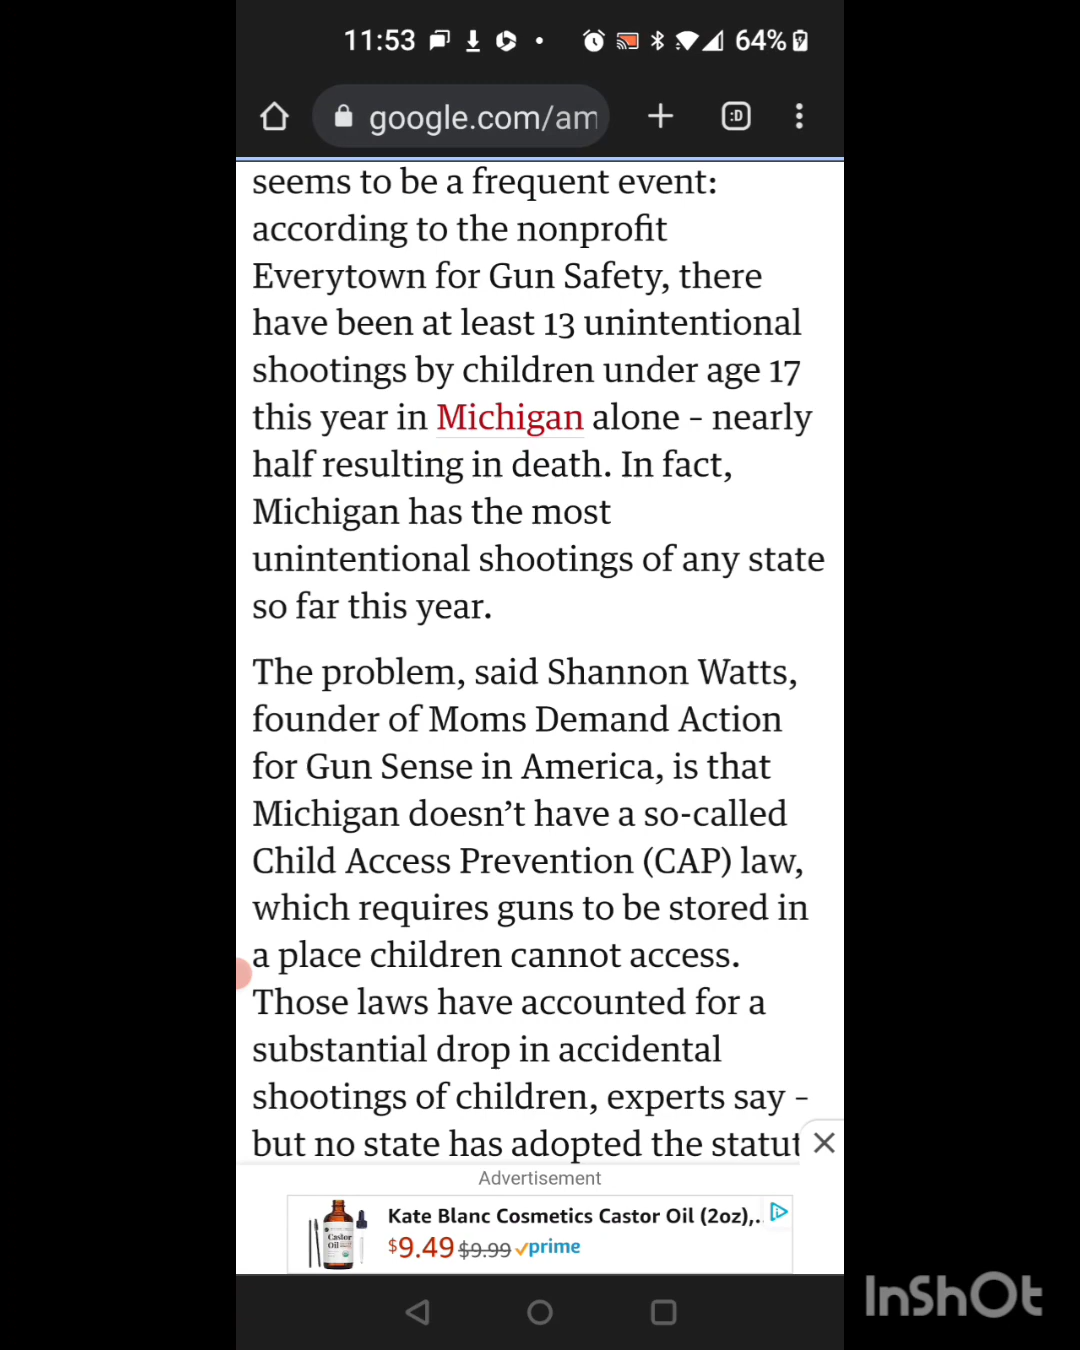 11:53
64%
google.com/am
:D
seems to be a frequent event:
according to the nonprofit
Everytown for Gun Safety, there
have been at least 13 unintentional
shootings by children under age 17
this year in Michigan alone – nearly
half resulting in death. In fact,
Michigan has the most
unintentional shootings of any state
so far this year.
The problem, said Shannon Watts,
founder of Moms Demand Action
for Gun Sense in America, is that
Michigan doesn’t have a so-called
Child Access Prevention (CAP) law,
which requires guns to be stored in
a place children cannot access.
Those laws have accounted for a
substantial drop in accidental
shootings of children, experts say –
but no state has adopted the statut
Advertisement
Kate Blanc Cosmetics Castor Oil (2oz),..
$9.49 $9.99 prime
Castor
Oil
InShOt